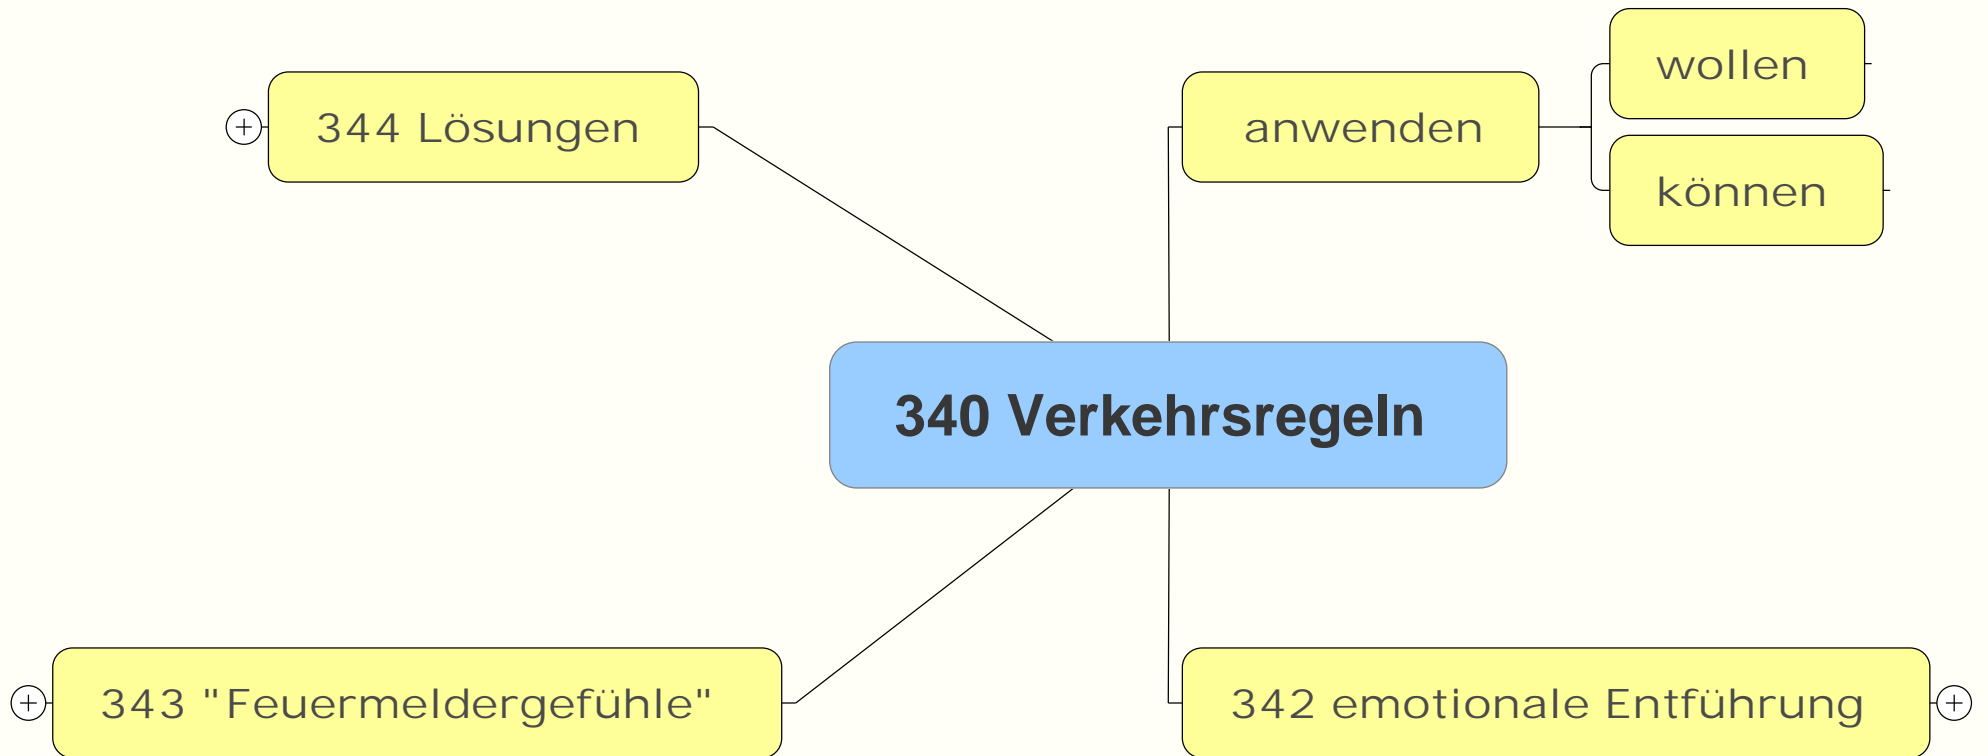 344 Lösungen
anwenden
wollen
können
340 Verkehrsregeln
343 "Feuermeldergefühle"
342 emotionale Entführung